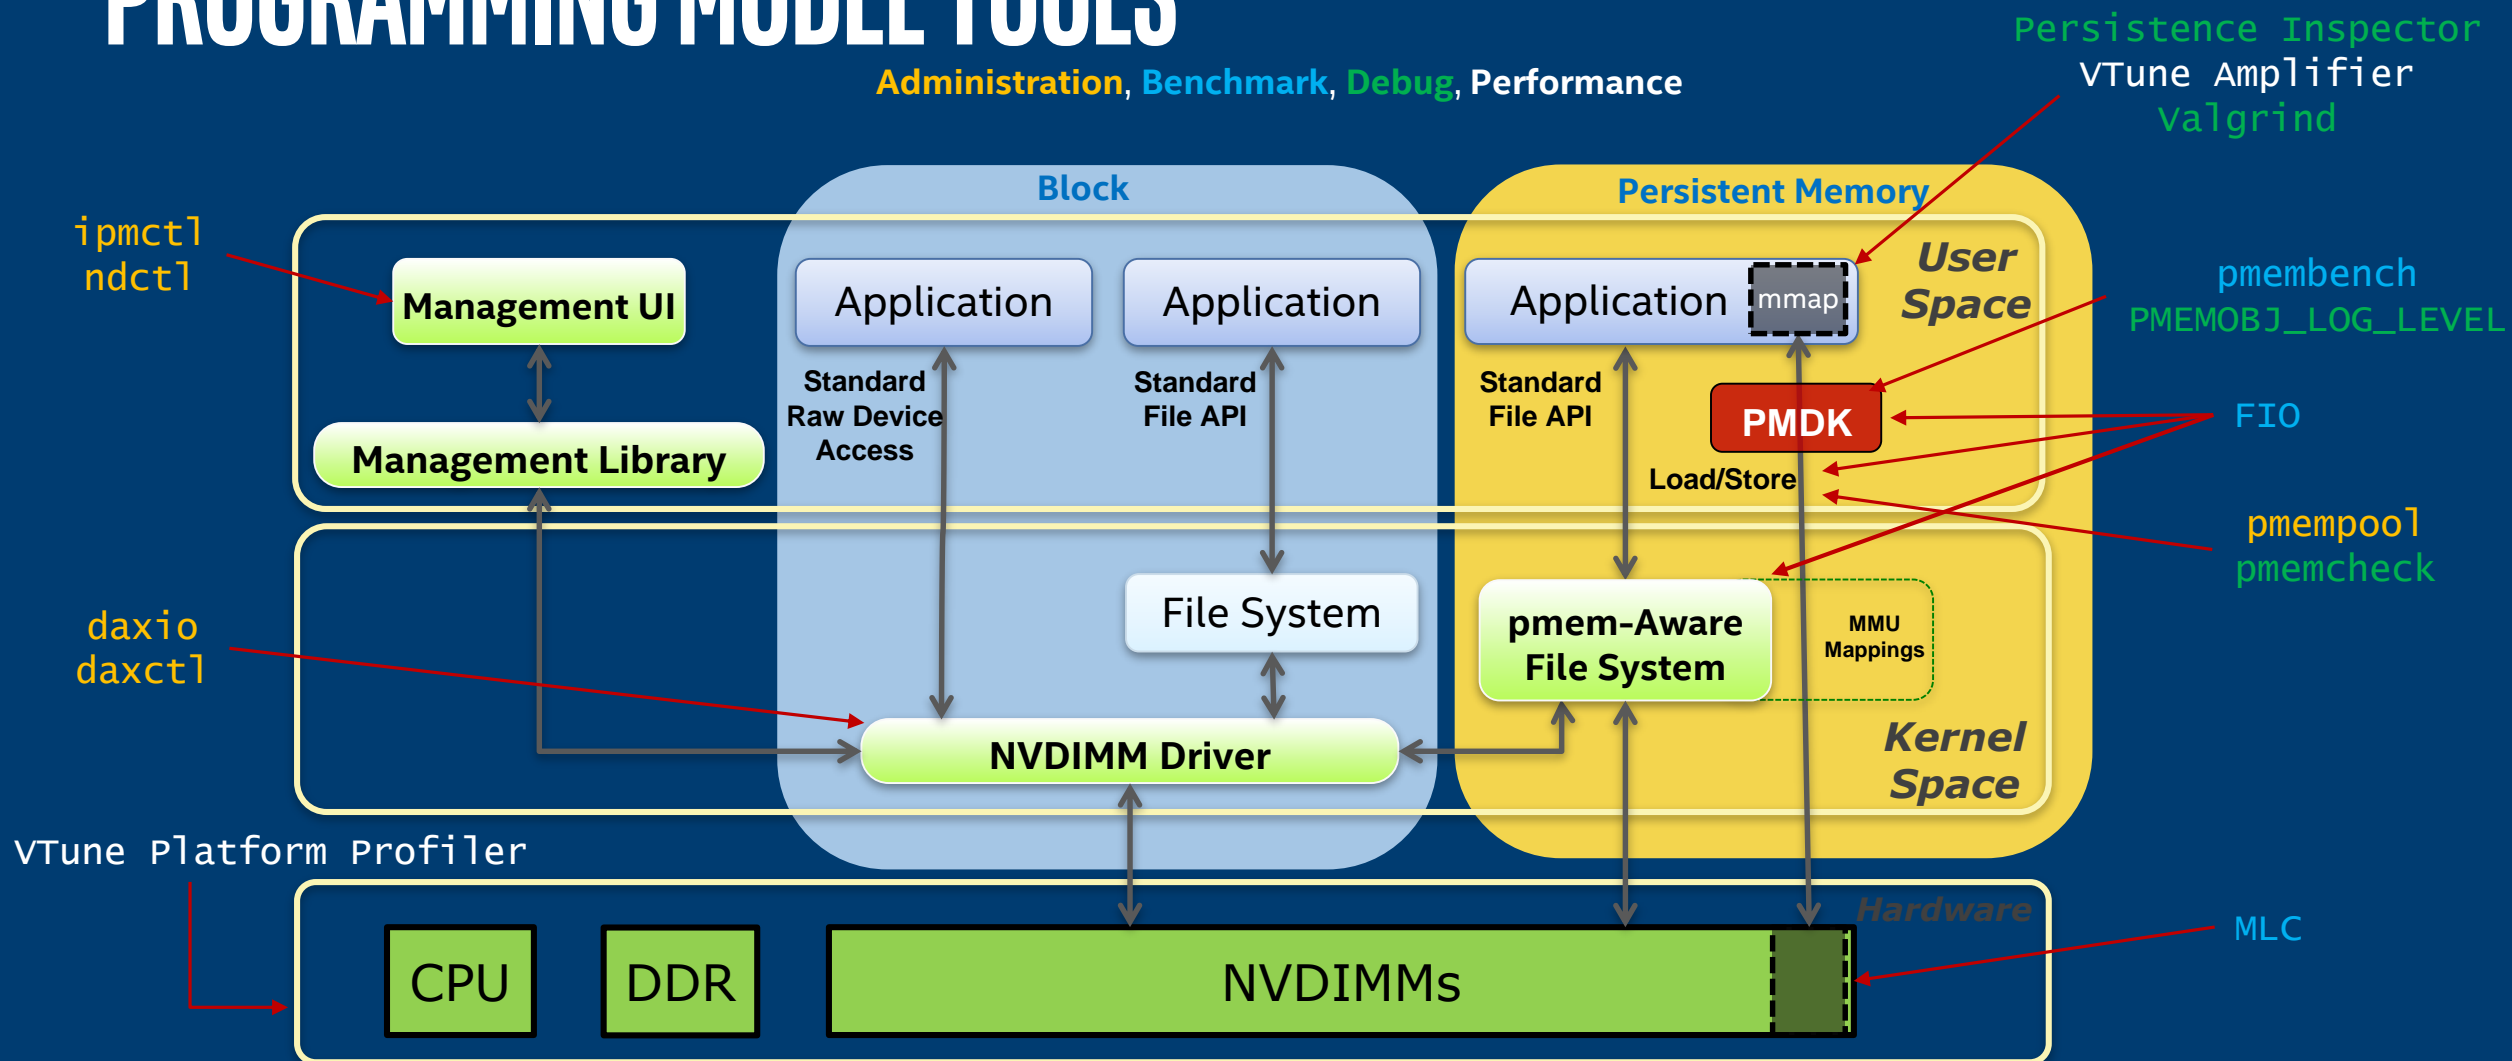 PROGRAMMING MODEL TOOLS
Administration, Benchmark, Debug, Performance
Persistence Inspector
VTune Amplifier
Valgrind
Block
Persistent Memory
ipmctl
ndctl
Management UI
Application
Application
Application
mmap
User
Space
pmembench
PMEMOBJ_LOG_LEVEL
Standard
Raw Device
Access
Standard
File API
Standard
File API
PMDK
FIO
Management Library
Load/Store
pmempool
pmemcheck
daxio
daxctl
File System
pmem-Aware
File System
MMU
Mappings
NVDIMM Driver
Kernel
Space
VTune Platform Profiler
Hardware
CPU
DDR
NVDIMMs
MLC